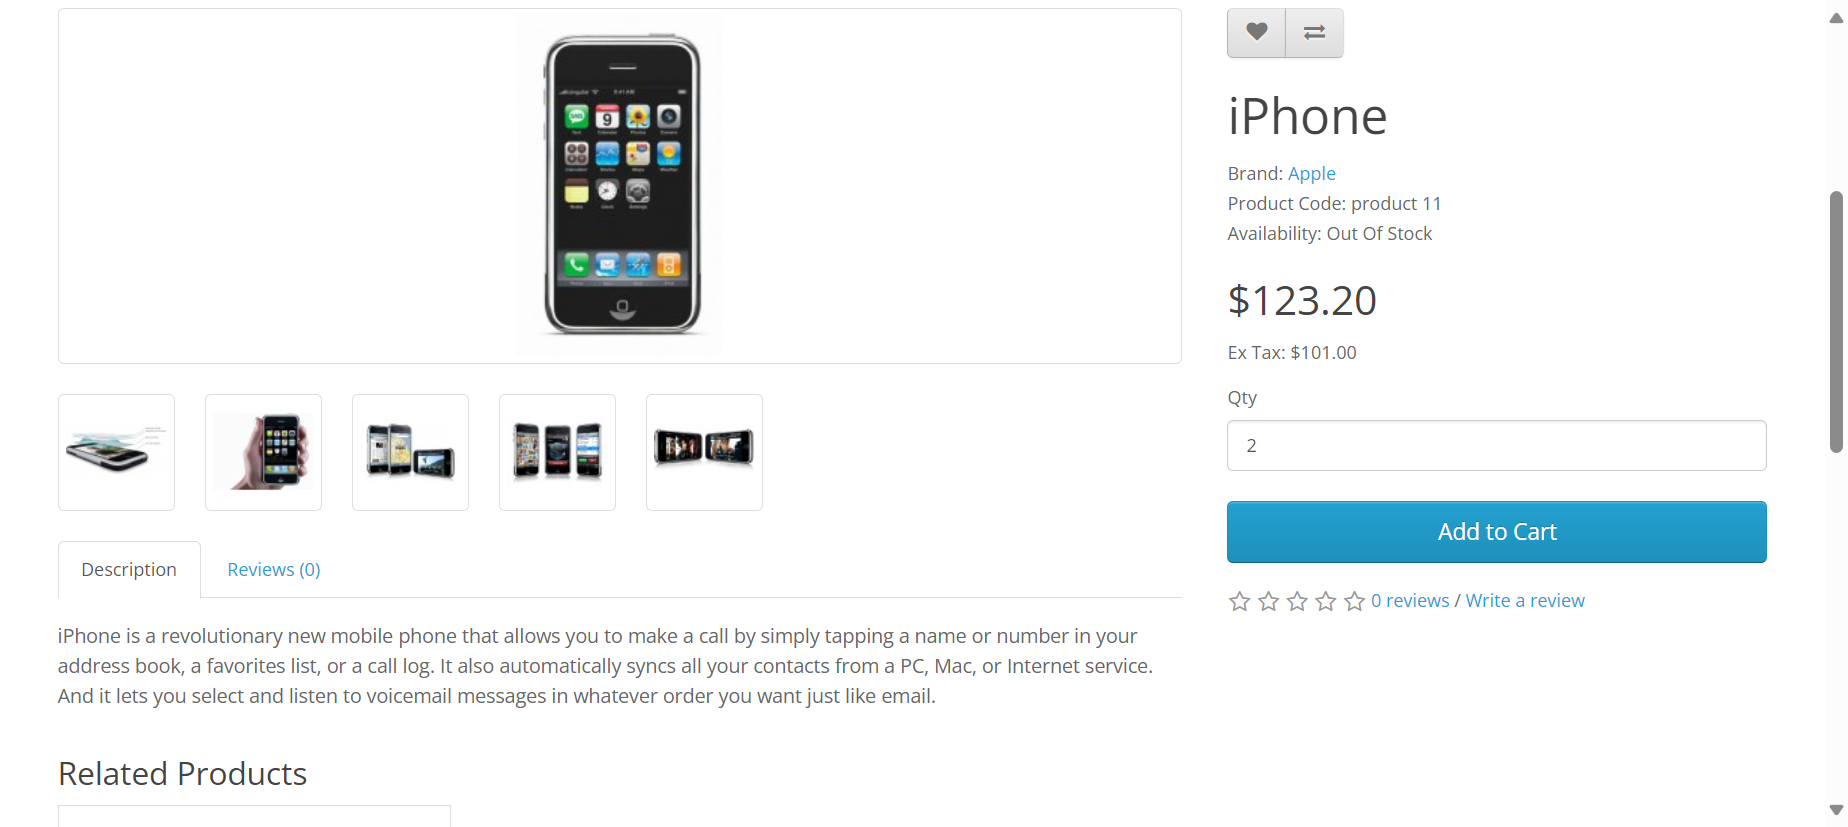 iPhone
Brand: Apple
Product Code: product 11
Availability: Out Of Stock
$123.20
Ex Tax: $101.00
Qty
2
Add to Cart
0 reviews / Write a review
Description
Reviews (0)
iPhone is a revolutionary new mobile phone that allows you to make a call by simply tapping a name or number in your
address book, a favorites list, or a call log. It also automatically syncs all your contacts from a PC, Mac, or Internet service.
And it lets you select and listen to voicemail messages in whatever order you want just like email.
Related Products